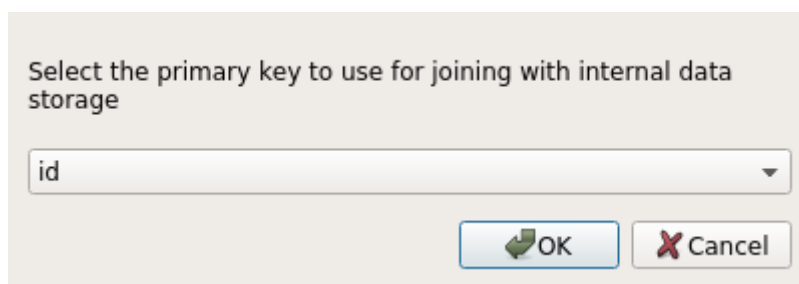 Select the primary key to use for joining with internal data
storage
id
OK
Cancel